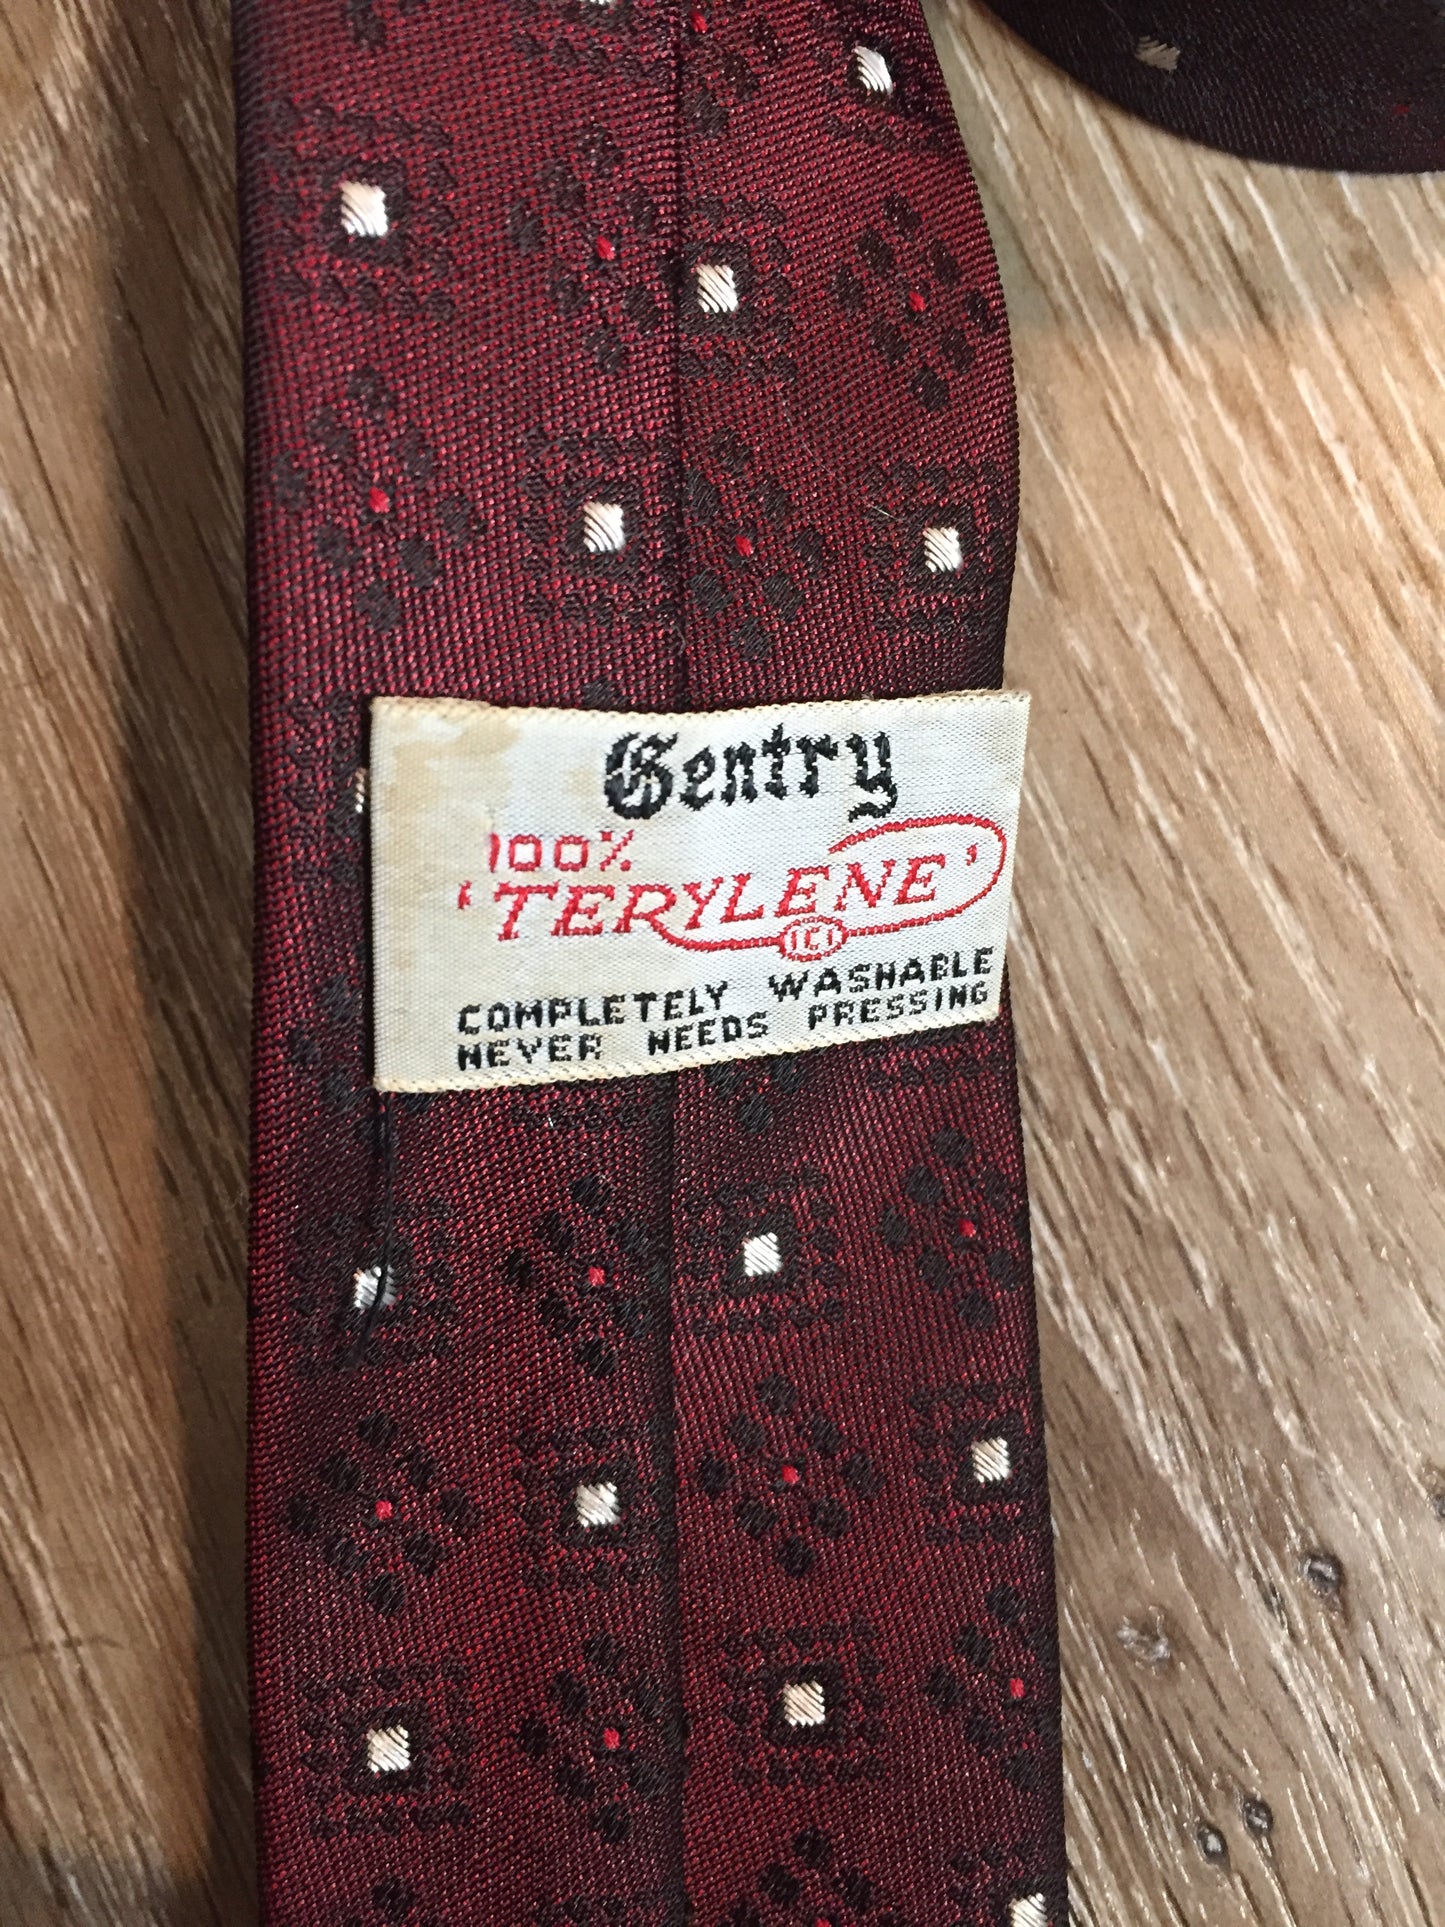 Gentry
100%
'TERYLENE'
ICI
COMPLETELY WASHABLE
NEVER NEEDS PRESSING